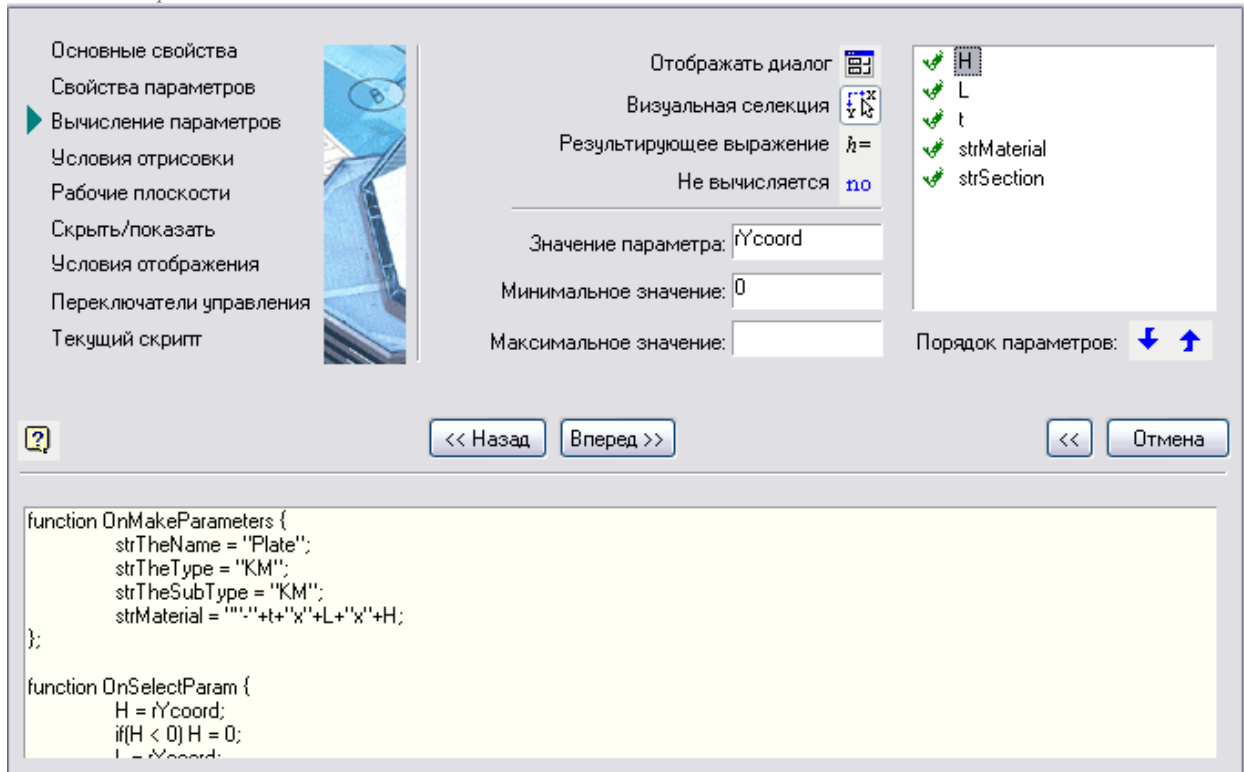 Основные свойства
Свойства параметров
Вычисление параметров
Условия отрисовки
Рабочие плоскости
Скрыть/показать
Условия отображения
Переключатели управления
Текущий скрипт
Отображать диалог
Визуальная селекция
Результирующее выражение h=
Не вычисляется no
Значение параметра: rYcoord
Минимальное значение: 0
Максимальное значение:
H
L
t
strMaterial
strSection
Порядок параметров:
<< Назад
Вперед >>
<<
Отмена
function OnMakeParameters {
strTheName = "Plate";
strTheType = "KM";
strTheSubType = "KM";
strMaterial = ""-"+t+"x"+L+"x"+H;
};
function OnSelectParam {
H = rYcoord;
if(H < 0) H = 0;